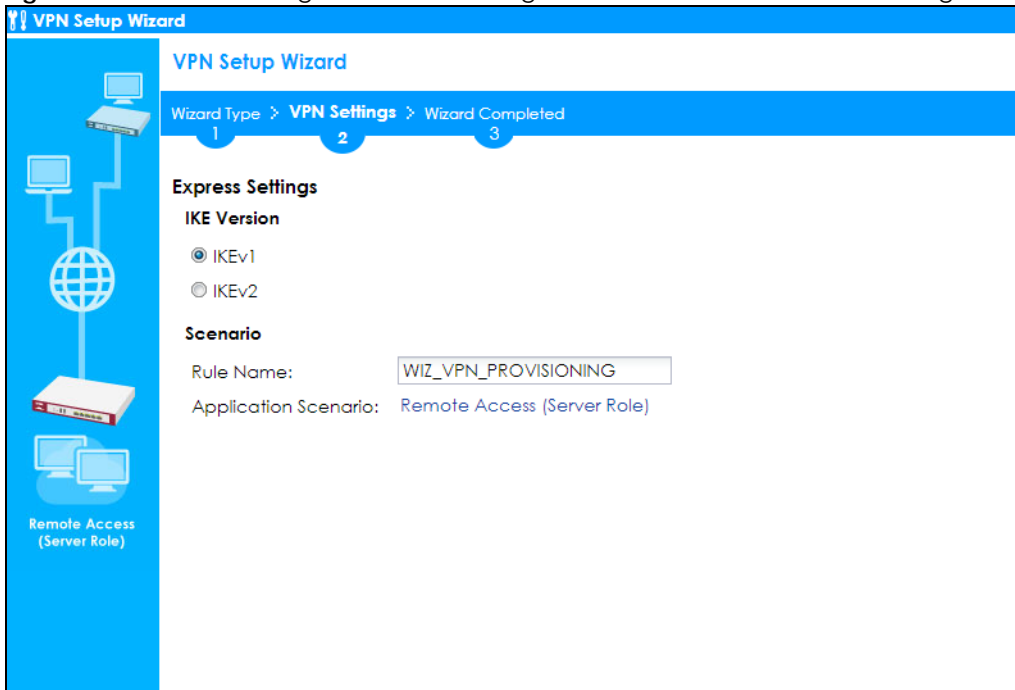 VPN Setup Wizard
VPN Setup Wizard
Wizard Type > VPN Settings > Wizard Completed
1 2 3
Express Settings
IKE Version
IKEv1
IKEv2
Scenario
Rule Name: WIZ_VPN_PROVISIONING
Application Scenario: Remote Access (Server Role)
Remote Access
(Server Role)